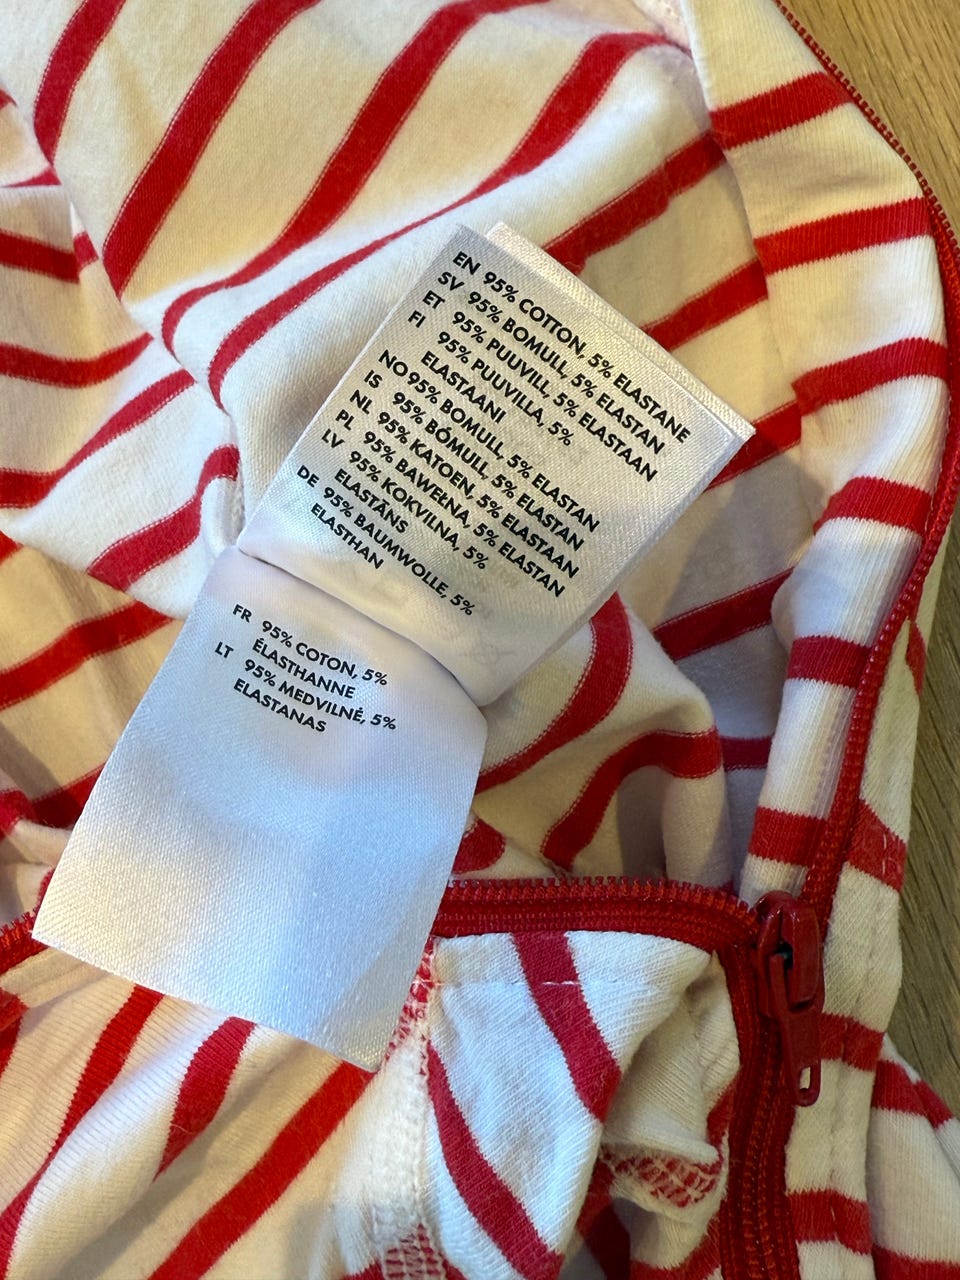 EN 95% COTTON, 5% ELASTANE
SV 95% BOMULL, 5% ELASTAN
ET 95% PUUVILL, 5% ELASTAAN
FI 95% PUUVILLA, 5%
ELASTAANI
NO 95% BOMULL, 5% ELASTAN
IS 95% BÓMULL, 5% ELASTAN
NL 95% KATOEN, 5% ELASTAAN
PL 95% BAWEŁNA, 5% ELASTAN
LV 95% KOKVILNA, 5%
ELASTĀNS
DE 95% BAUMWOLLE, 5%
ELASTHAN
FR 95% COTON, 5%
ÉLASTHANNE
LT 95% MEDVILNĖ, 5%
ELASTANAS